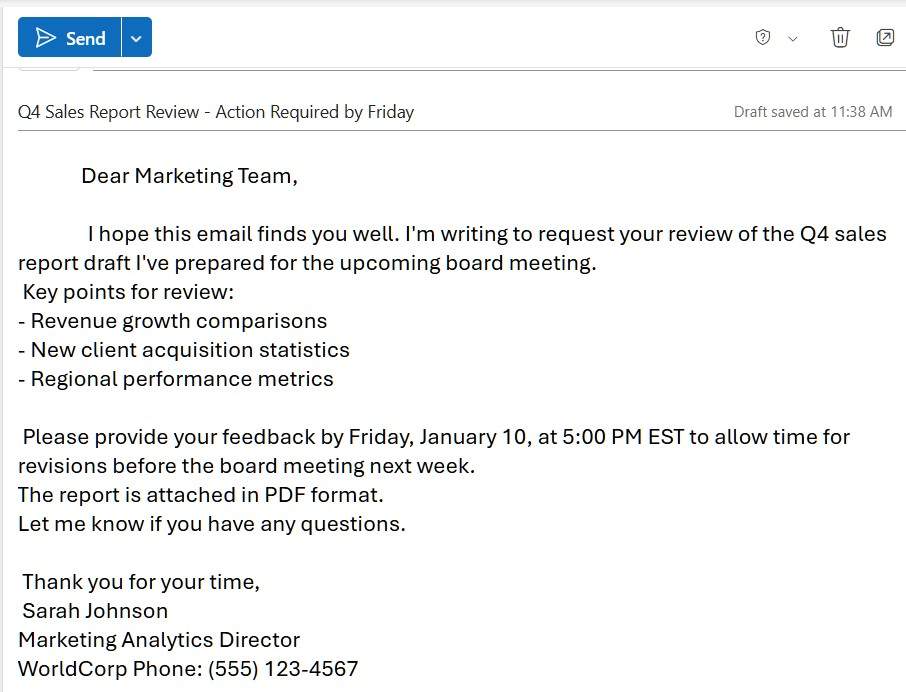 Send
Q4 Sales Report Review - Action Required by Friday
Draft saved at 11:38 AM
Dear Marketing Team,
I hope this email finds you well. I'm writing to request your review of the Q4 sales
report draft I've prepared for the upcoming board meeting.
Key points for review:
- Revenue growth comparisons
- New client acquisition statistics
- Regional performance metrics
Please provide your feedback by Friday, January 10, at 5:00 PM EST to allow time for
revisions before the board meeting next week.
The report is attached in PDF format.
Let me know if you have any questions.
Thank you for your time,
Sarah Johnson
Marketing Analytics Director
WorldCorp Phone: (555) 123-4567